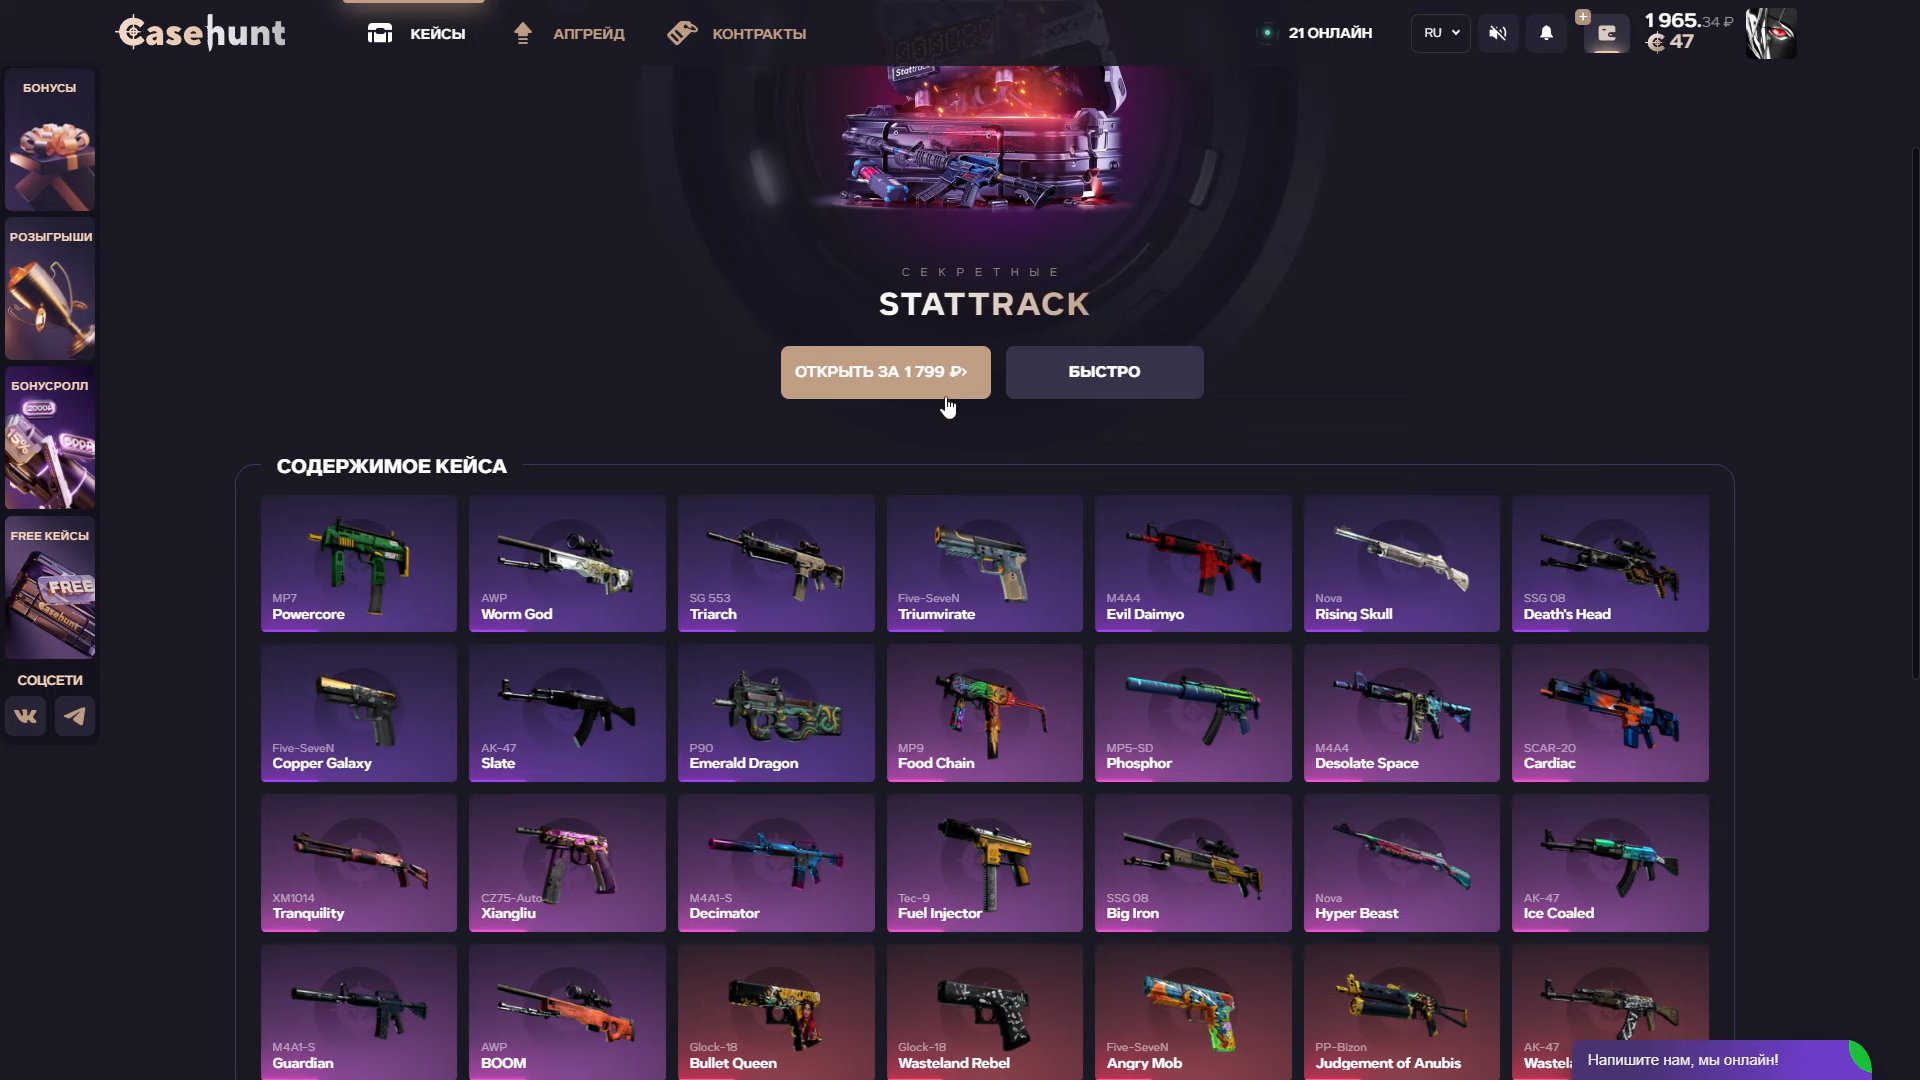 Casehunt
КЕЙСЫ
АПГРЕЙД
КОНТРАКТЫ
21 ОНЛАЙН
RU
1 965.34 ₽
47
БОНУСЫ
РОЗЫГРЫШИ
БОНУСРОЛЛ
2000₽
15%
FREE КЕЙСЫ
FREE
Casehunt
СОЦСЕТИ
StatTrack
СЕКРЕТНЫЕ
STATTRACK
ОТКРЫТЬ ЗА 1 799 ₽
БЫСТРО
СОДЕРЖИМОЕ КЕЙСА
MP7
Powercore
AWP
Worm God
SG 553
Triarch
Five-SeveN
Triumvirate
M4A4
Evil Daimyo
Nova
Rising Skull
SSG 08
Death's Head
Five-SeveN
Copper Galaxy
AK-47
Slate
P90
Emerald Dragon
MP9
Food Chain
MP5-SD
Phosphor
M4A4
Desolate Space
SCAR-20
Cardiac
XM1014
Tranquility
CZ75-Auto
Xiangliu
M4A1-S
Decimator
Tec-9
Fuel Injector
SSG 08
Big Iron
Nova
Hyper Beast
AK-47
Ice Coaled
M4A1-S
Guardian
AWP
BOOM
Glock-18
Bullet Queen
Glock-18
Wasteland Rebel
Five-SeveN
Angry Mob
PP-Bizon
Judgement of Anubis
AK-47
Напишите нам, мы онлайн!